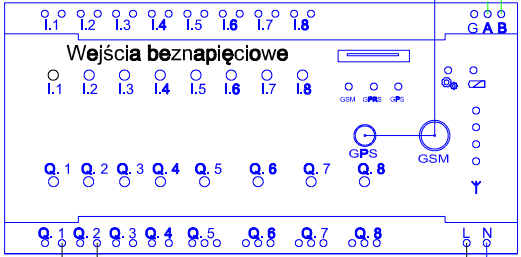 I.1 I.2 I.3 I.4 I.5 I.6 I.7 I.8 G A B
Wejścia beznapięciowe
I.1 I.2 I.3 I.4 I.5 I.6 I.7 I.8
GSM GPRS GPS
GPS GSM
Q. 1 Q. 2 Q. 3 Q. 4 Q. 5 Q. 6 Q. 7 Q. 8
Q. 1 Q. 2 Q. 3 Q. 4 Q. 5 Q. 6 Q. 7 Q. 8 L N